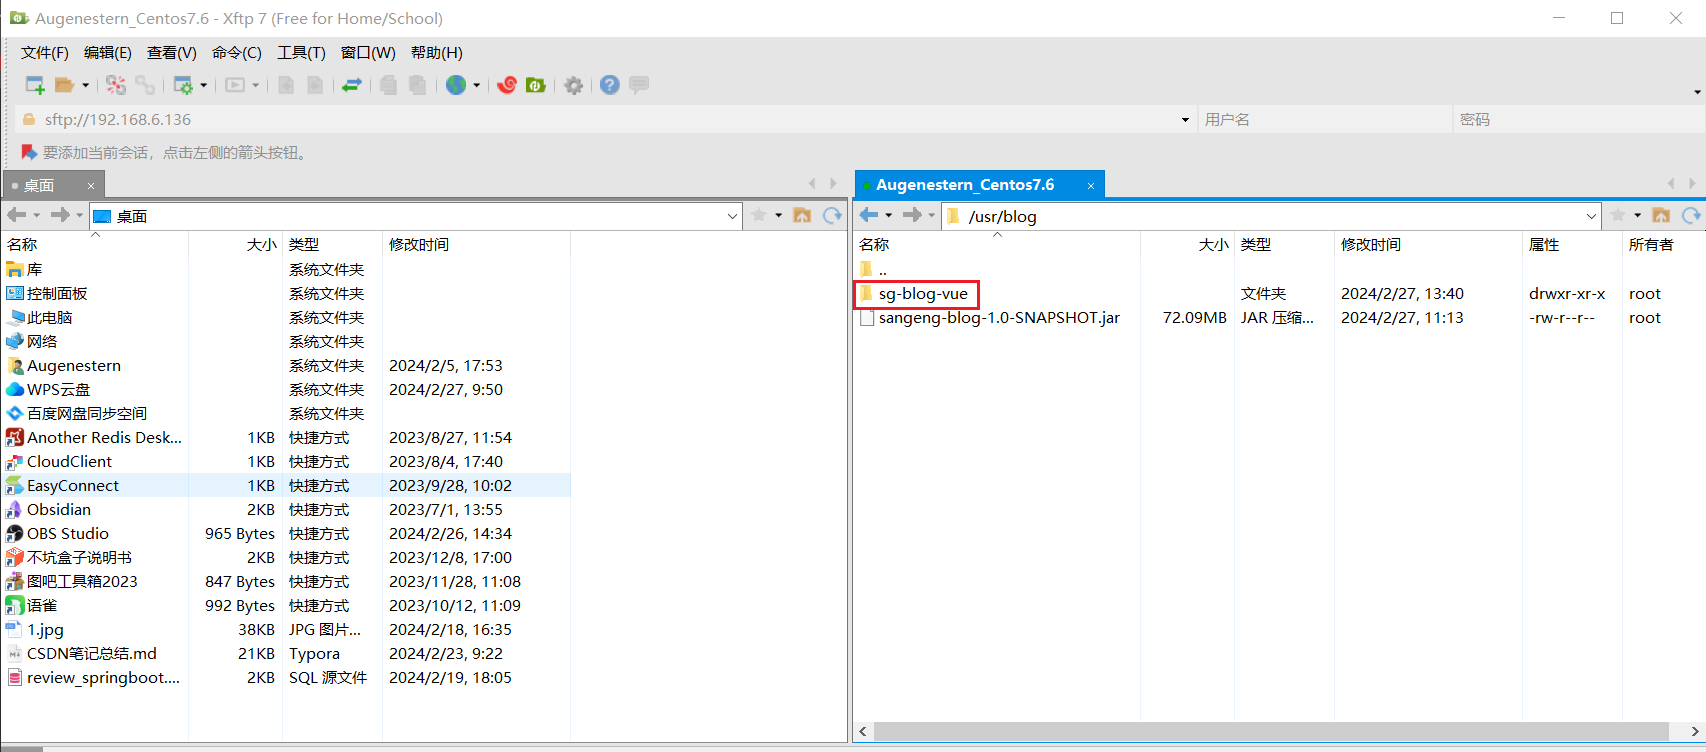 Augenestern_Centos7.6 - Xftp 7 (Free for Home/School)
文件(F) 编辑(E) 查看(V) 命令(C) 工具(T) 窗口(W) 帮助(H)
sftp://192.168.6.136 用户名 密码
要添加当前会话，点击左侧的箭头按钮。
桌面
桌面
名称 大小 类型 修改时间
库 系统文件夹
控制面板 系统文件夹
此电脑 系统文件夹
网络 系统文件夹
Augenestern 系统文件夹 2024/2/5, 17:53
WPS云盘 系统文件夹 2024/2/27, 9:50
百度网盘同步空间 系统文件夹
Another Redis Desk... 1KB 快捷方式 2023/8/27, 11:54
CloudClient 1KB 快捷方式 2023/8/4, 17:40
EasyConnect 1KB 快捷方式 2023/9/28, 10:02
Obsidian 2KB 快捷方式 2023/7/1, 13:55
OBS Studio 965 Bytes 快捷方式 2024/2/26, 14:34
不坑盒子说明书 2KB 快捷方式 2023/12/8, 17:00
图吧工具箱2023 847 Bytes 快捷方式 2023/11/28, 11:08
语雀 992 Bytes 快捷方式 2023/10/12, 11:09
1.jpg 38KB JPG 图片... 2024/2/18, 16:35
CSDN笔记总结.md 21KB Typora 2024/2/23, 9:22
review_springboot.... 2KB SQL 源文件 2024/2/19, 18:05
Augenestern_Centos7.6
/usr/blog
名称 大小 类型 修改时间 属性 所有者
..
sg-blog-vue 文件夹 2024/2/27, 13:40 drwxr-xr-x root
sangeng-blog-1.0-SNAPSHOT.jar 72.09MB JAR 压缩... 2024/2/27, 11:13 -rw-r--r-- root